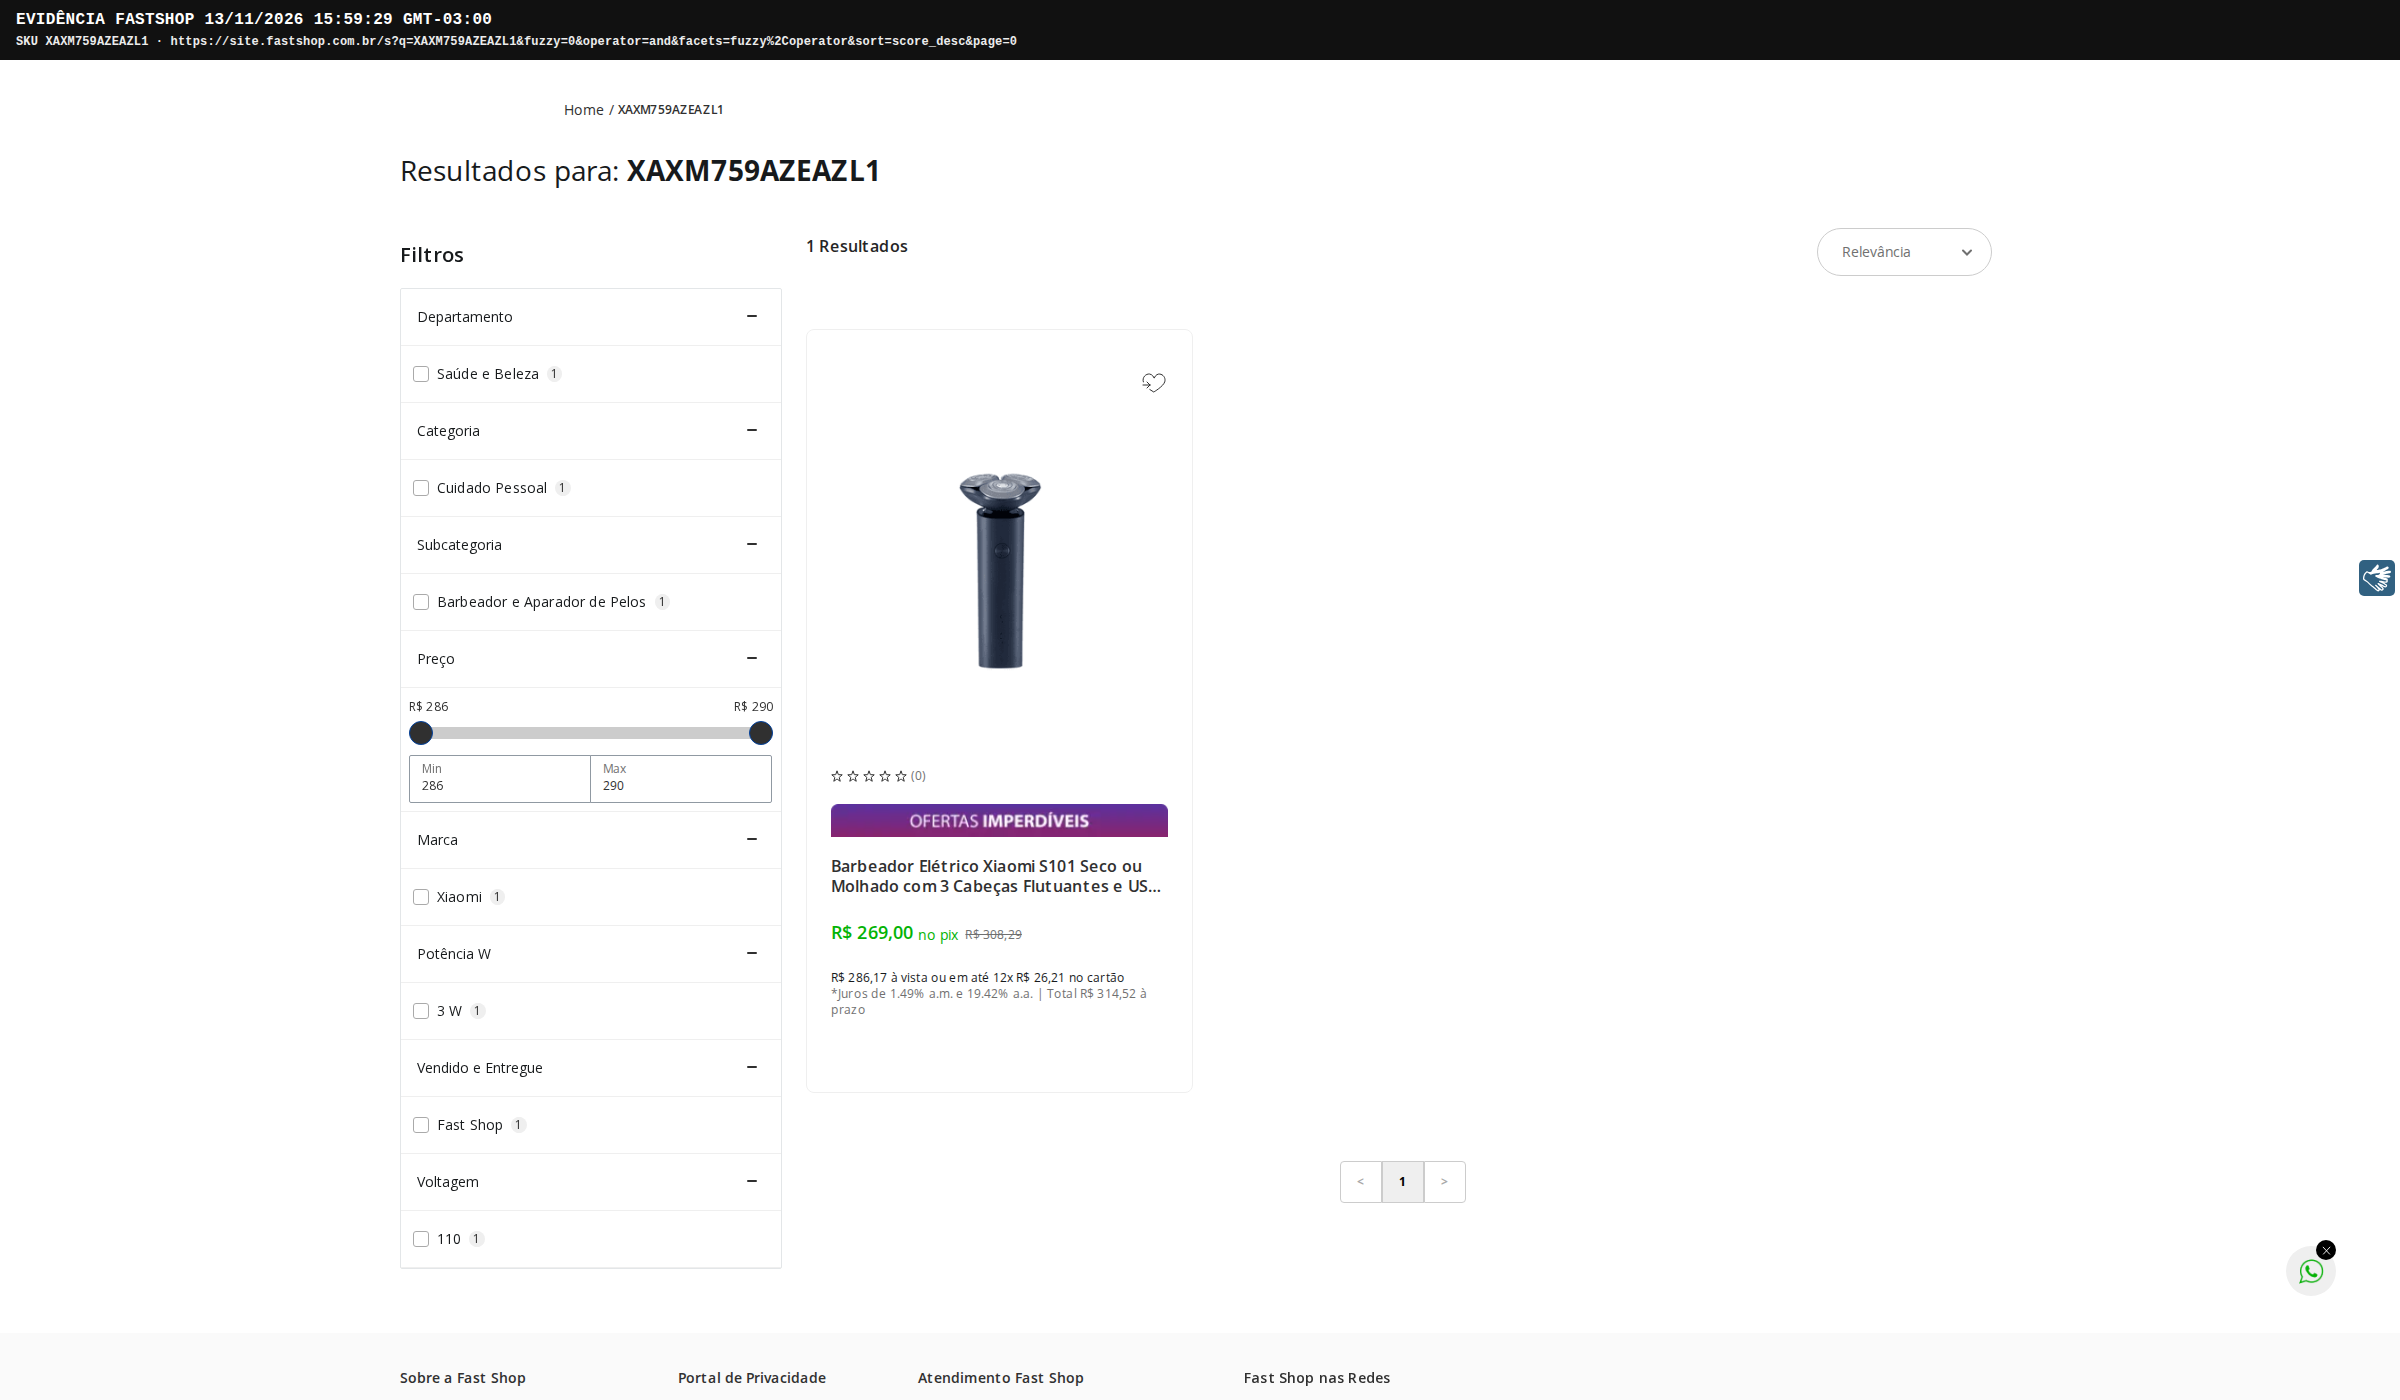 EVIDÊNCIA FASTSHOP 13/11/2026 15:59:29 GMT-03:00
SKU XAXM759AZEAZL1 · https://site.fastshop.com.br/s?q=XAXM759AZEAZL1&fuzzy=0&operator=and&facets=fuzzy%2Coperator&sort=score_desc&page=0
Home / XAXM759AZEAZL1
Resultados para: XAXM759AZEAZL1
Filtros
Departamento
Saúde e Beleza 1
Categoria
Cuidado Pessoal 1
Subcategoria
Barbeador e Aparador de Pelos 1
Preço
R$ 286 R$ 290
Min Max
286 290
Marca
Xiaomi 1
Potência W
3 W 1
Vendido e Entregue
Fast Shop 1
Voltagem
110 1
1 Resultados
Relevância
(0)
OFERTAS IMPERDÍVEIS
Barbeador Elétrico Xiaomi S101 Seco ou
Molhado com 3 Cabeças Flutuantes e US...
R$ 269,00 no pix R$ 308,29
R$ 286,17 à vista ou em até 12x R$ 26,21 no cartão
*Juros de 1.49% a.m. e 19.42% a.a. | Total R$ 314,52 à
prazo
< 1 >
Sobre a Fast Shop Portal de Privacidade Atendimento Fast Shop Fast Shop nas Redes